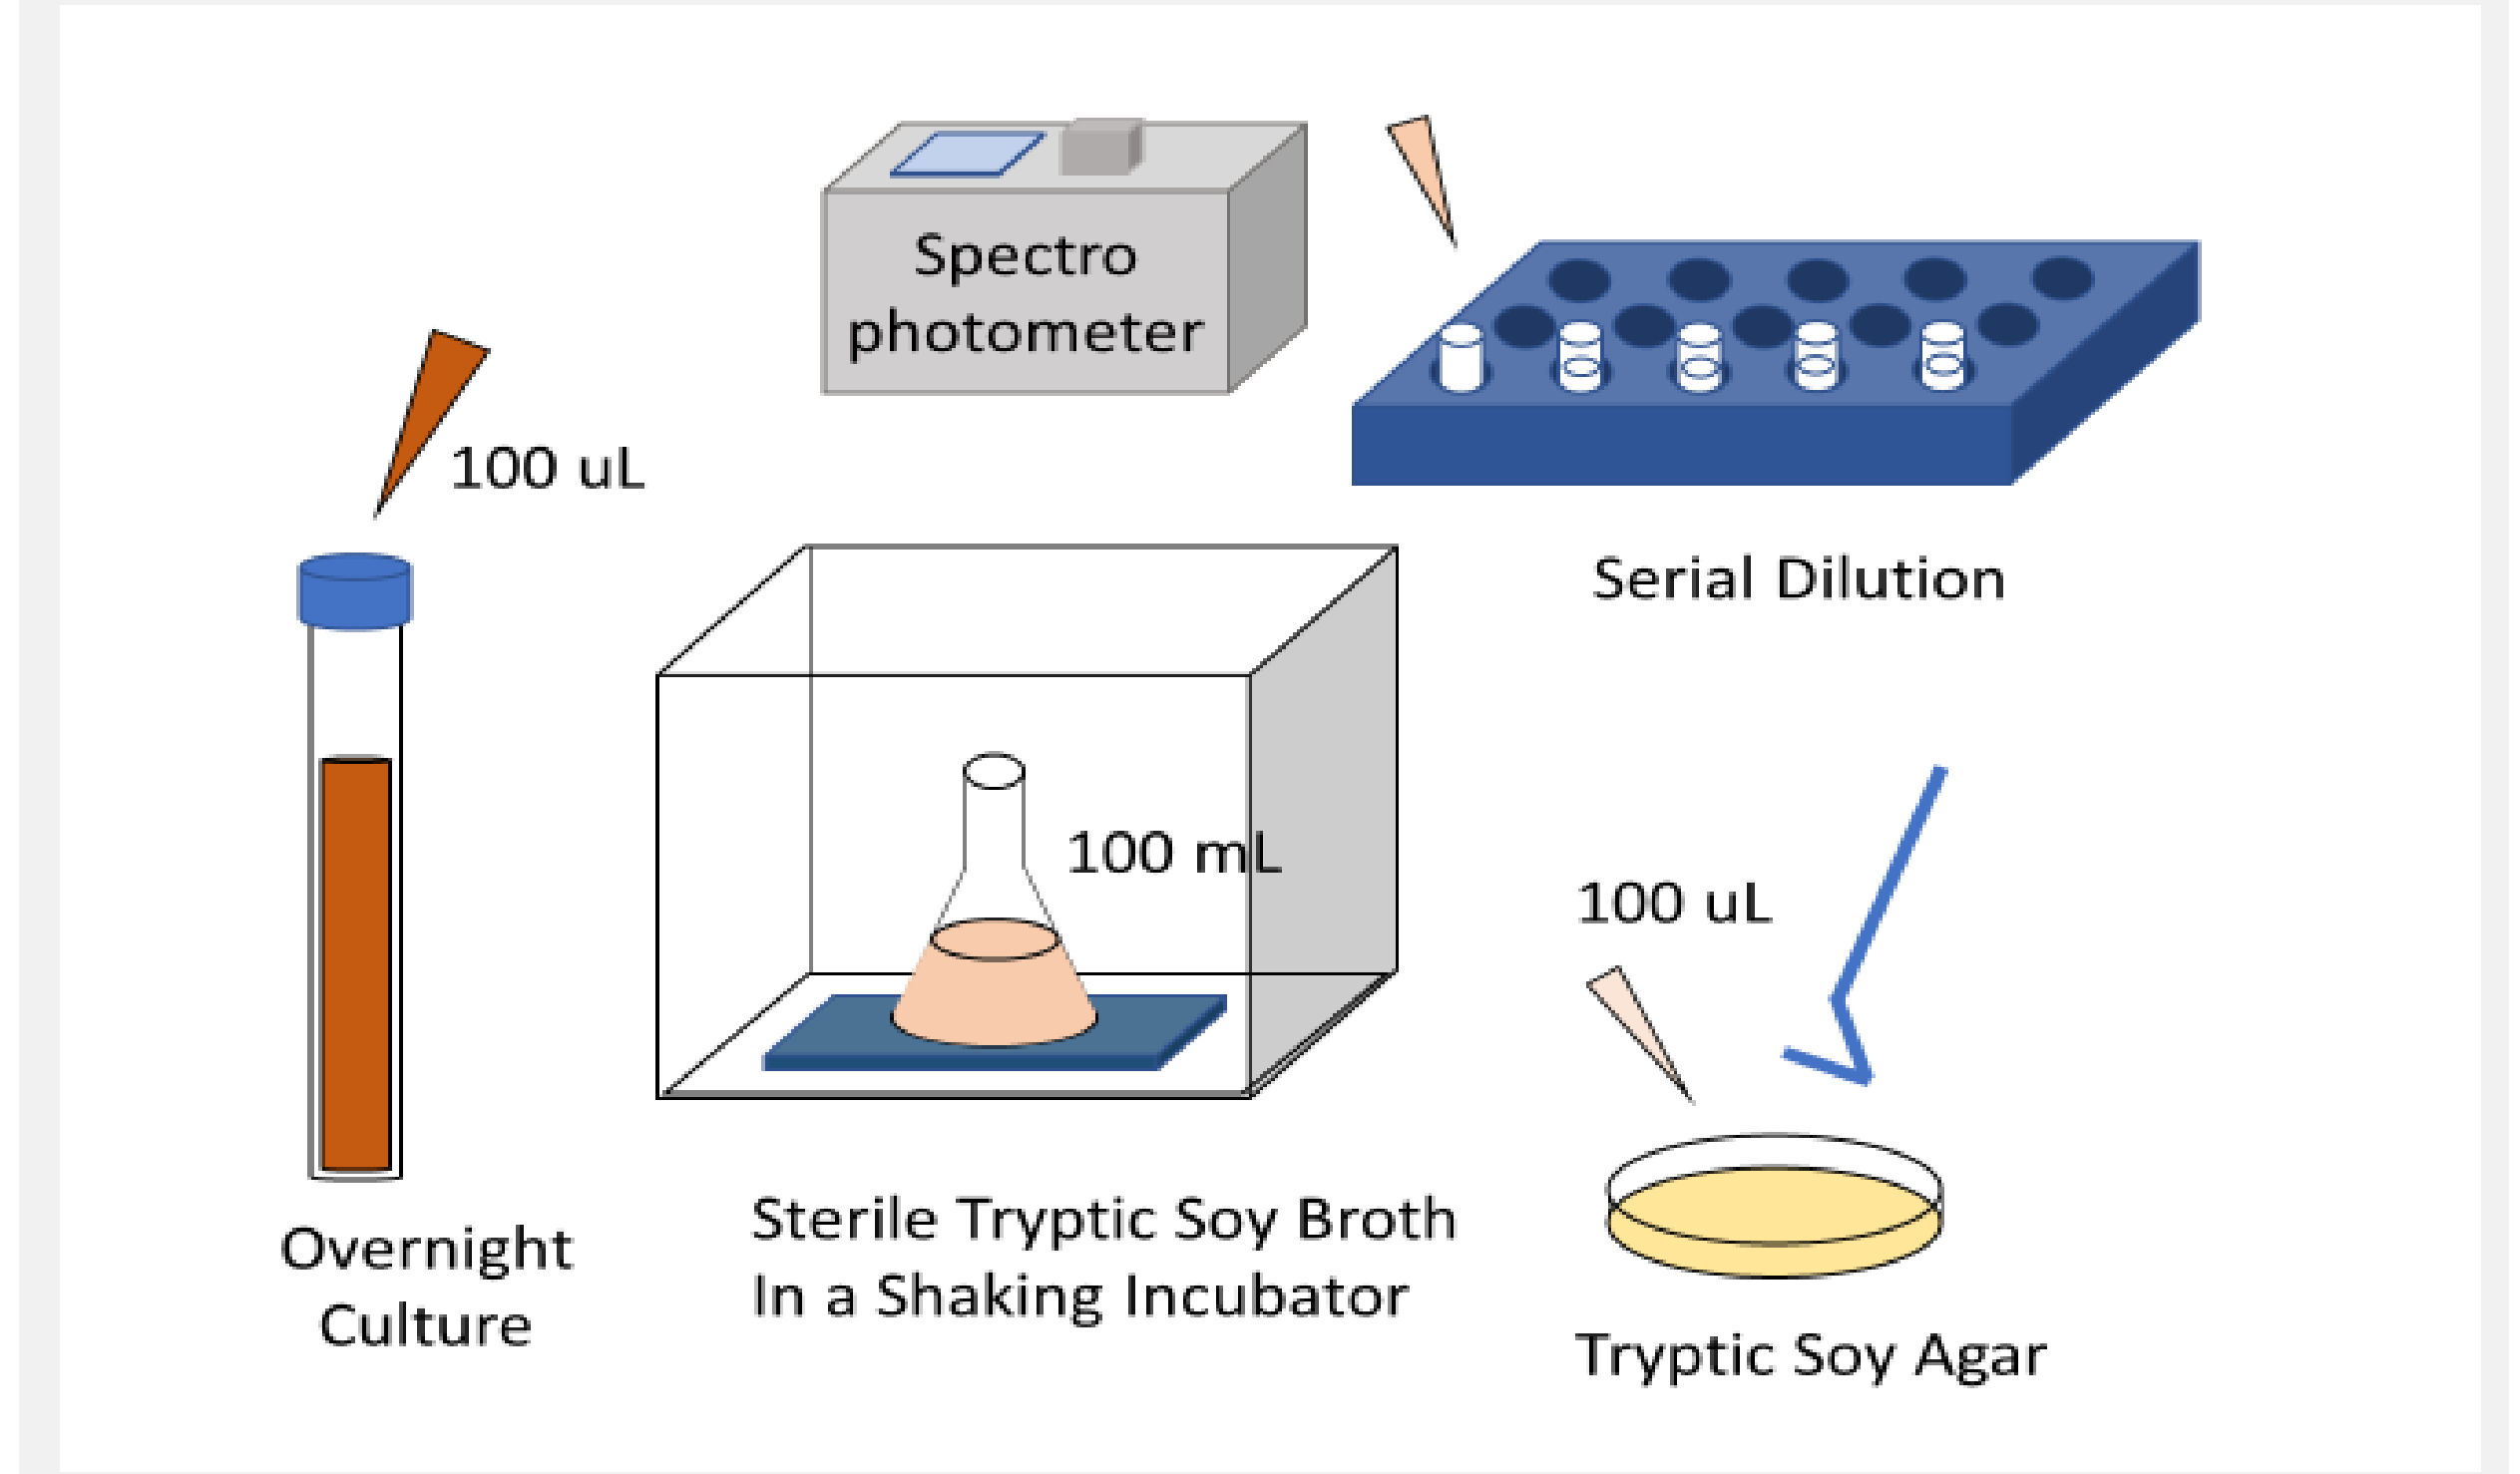 Spectro
photometer
100 uL
Serial Dilution
100 mL
100 uL
Sterile Tryptic Soy Broth
In a Shaking Incubator
Overnight
Culture
Tryptic Soy Agar